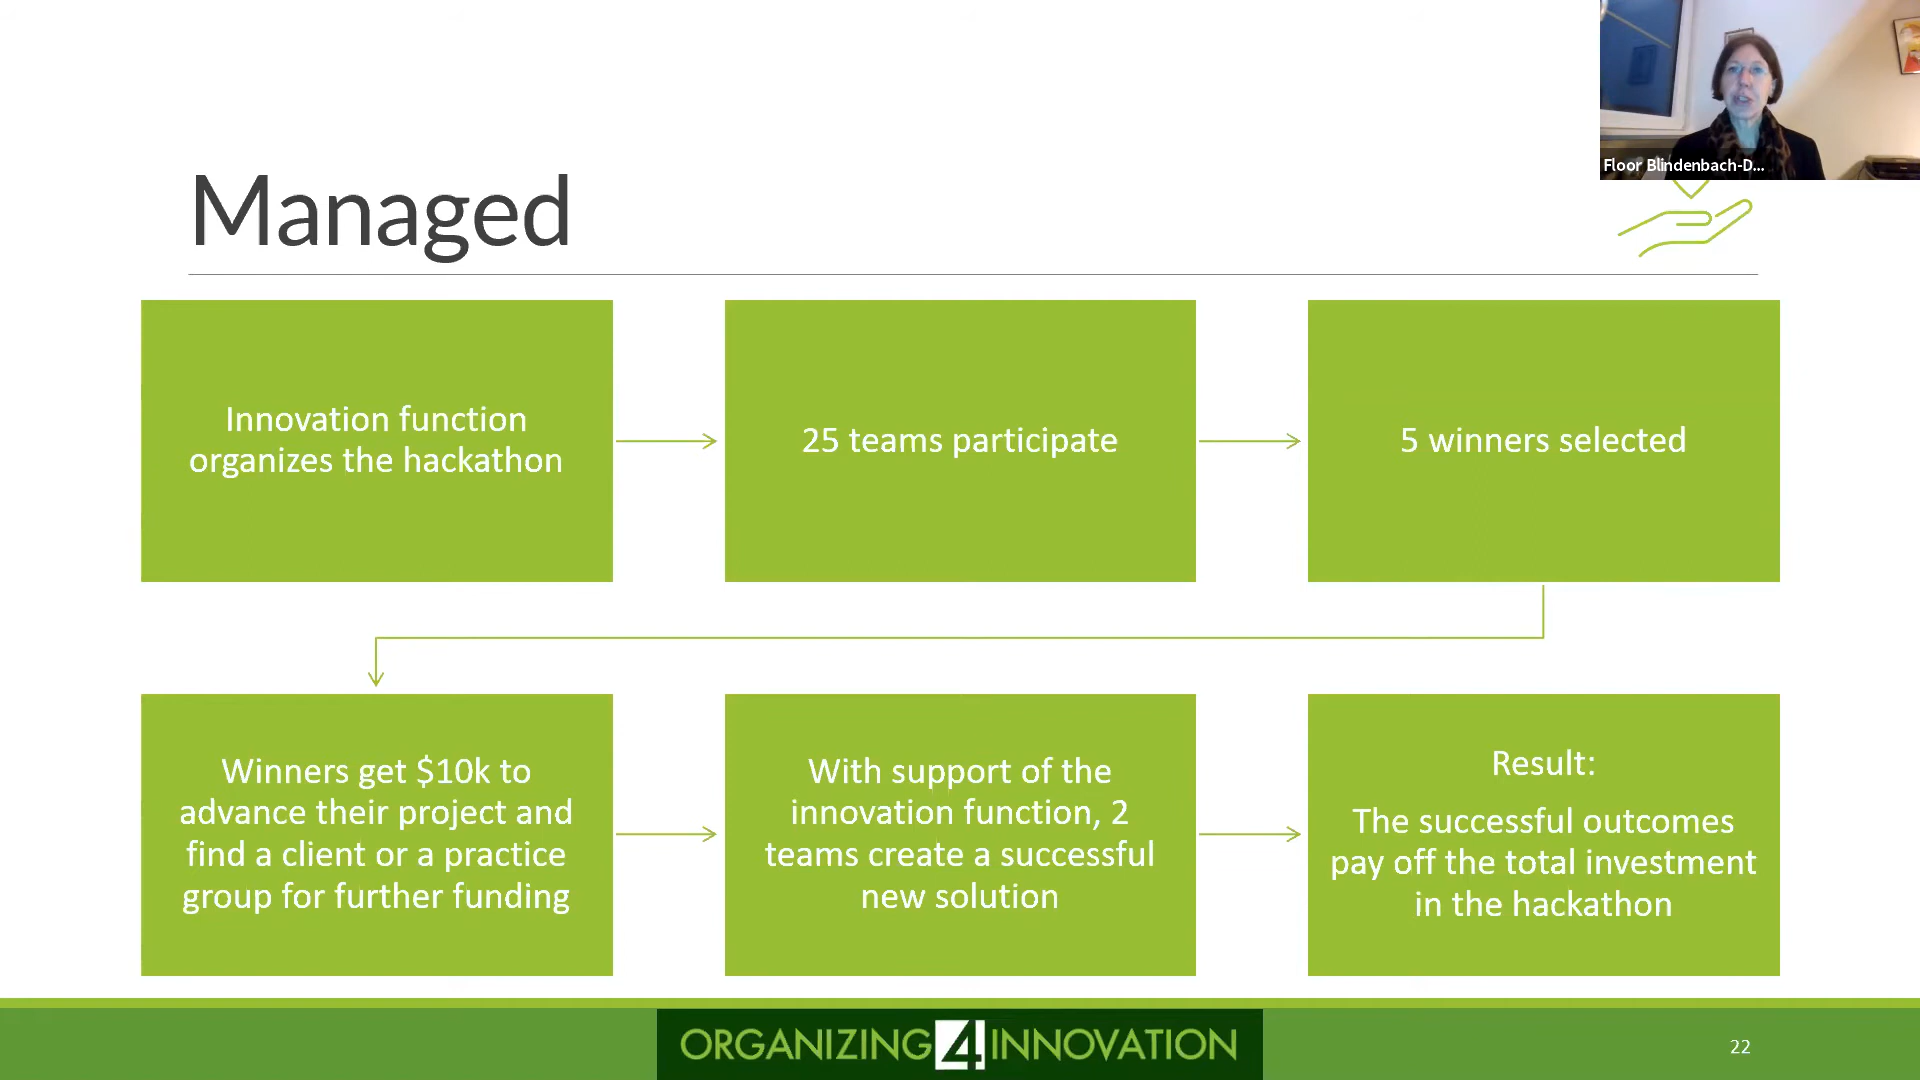 Floor Blindenbach-D...
Managed
Innovation function
organizes the hackathon
25 teams participate
5 winners selected
Winners get $10k to
advance their project and
find a client or a practice
group for further funding
With support of the
innovation function, 2
teams create a successful
new solution
Result:
The successful outcomes
pay off the total investment
in the hackathon
ORGANIZING 4 INNOVATION
22